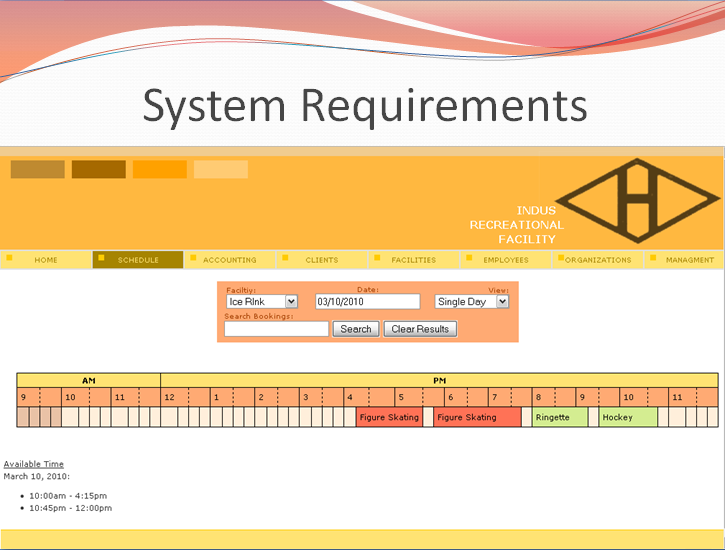 System Requirements
INDUS
RECREATIONAL
FACILITY
HOME SCHEDULE ACCOUNTING CLIENTS FACILITIES EMPLOYEES ORGANIZATIONS MANAGMENT
Faciltiy: Date: View:
Ice RInk 03/10/2010 Single Day
Search Bookings:
Search Clear Results
AM PM
9 10 11 12 1 2 3 4 5 6 7 8 9 10 11
Figure Skating Figure Skating Ringette Hockey
Available Time
March 10, 2010:
• 10:00am - 4:15pm
• 10:45pm - 12:00pm